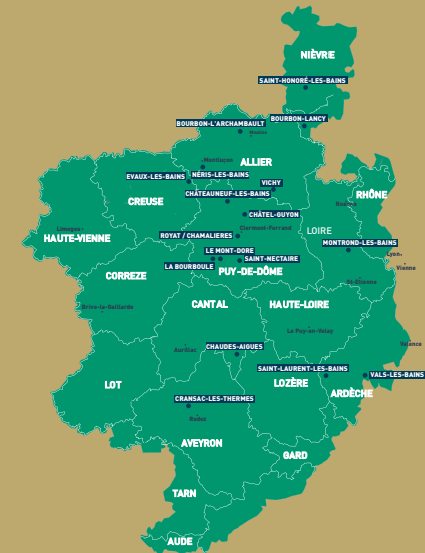 NIÈVRE
SAINT-HONORÉ-LES-BAINS
BOURBON-LANCY
BOURBON-L'ARCHAMBAULT
Moulins
Montluçon
ALLIER
EVAUX-LES-BAINS
NÉRIS-LES-BAINS
VICHY
CHÂTEAUNEUF-LES-BAINS
RHÔNE
CREUSE
Roanne
CHÂTEL-GUYON
Limoges
Clermont-Ferrand
LOIRE
HAUTE-VIENNE
ROYAT / CHAMALIERES
MONTROND-LES-BAINS
LE MONT-DORE
Lyon
SAINT-NECTAIRE
LA BOURBOULE
Vienne
CORREZE
PUY-DE-DÔME
St-Étienne
CANTAL
HAUTE-LOIRE
Brive-la-Gaillarde
Le Puy-en-Velay
Valence
Aurillac
CHAUDES-AIGUES
SAINT-LAURENT-LES-BAINS
VALS-LES-BAINS
LOT
LOZÈRE
ARDÈCHE
CRANSAC-LES-THERMES
Rodez
AVEYRON
GARD
TARN
AUDE